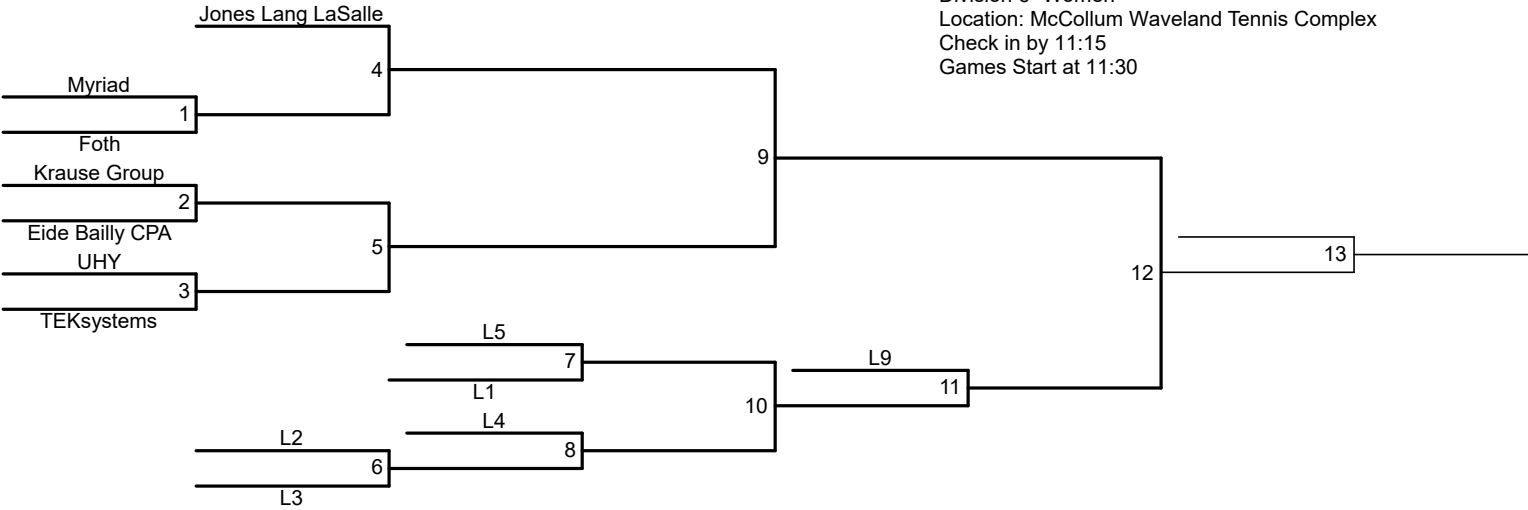 Jones Lang LaSalle
Location: McCollum Waveland Tennis Complex
Check in by 11:15
Games Start at 11:30
4
Myriad
1
Foth
9
Krause Group
2
Eide Bailly CPA
5
UHY
3
TEKsystems
13
12
L5
7
L1
L9
11
10
L4
8
L2
6
L3